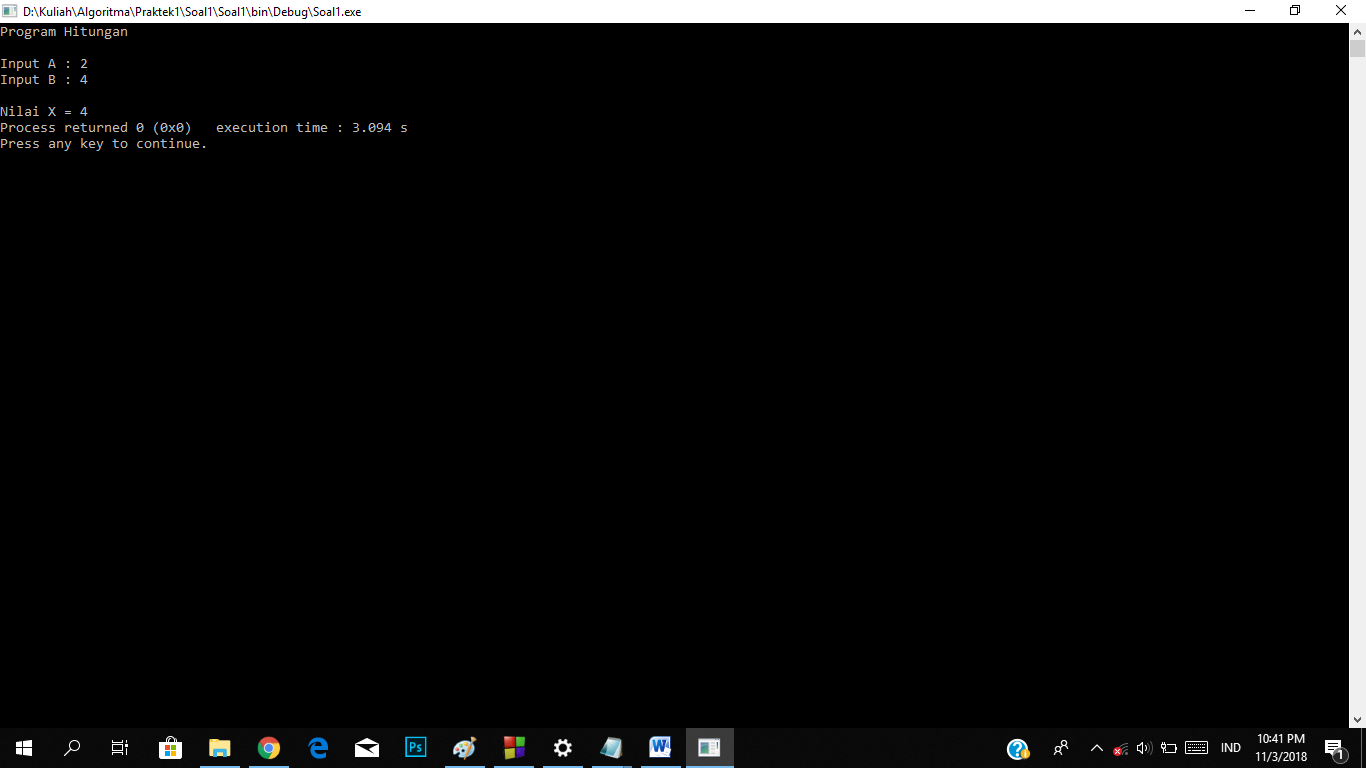 D:\Kuliah\Algoritma\Praktek1\Soal1\Soal1\bin\Debug\Soal1.exe
Program Hitungan
Input A : 2
Input B : 4
Nilai X = 4
Process returned 0 (0x0)   execution time : 3.094 s
Press any key to continue.
Ps
W
IND
10:41 PM
11/3/2018
1